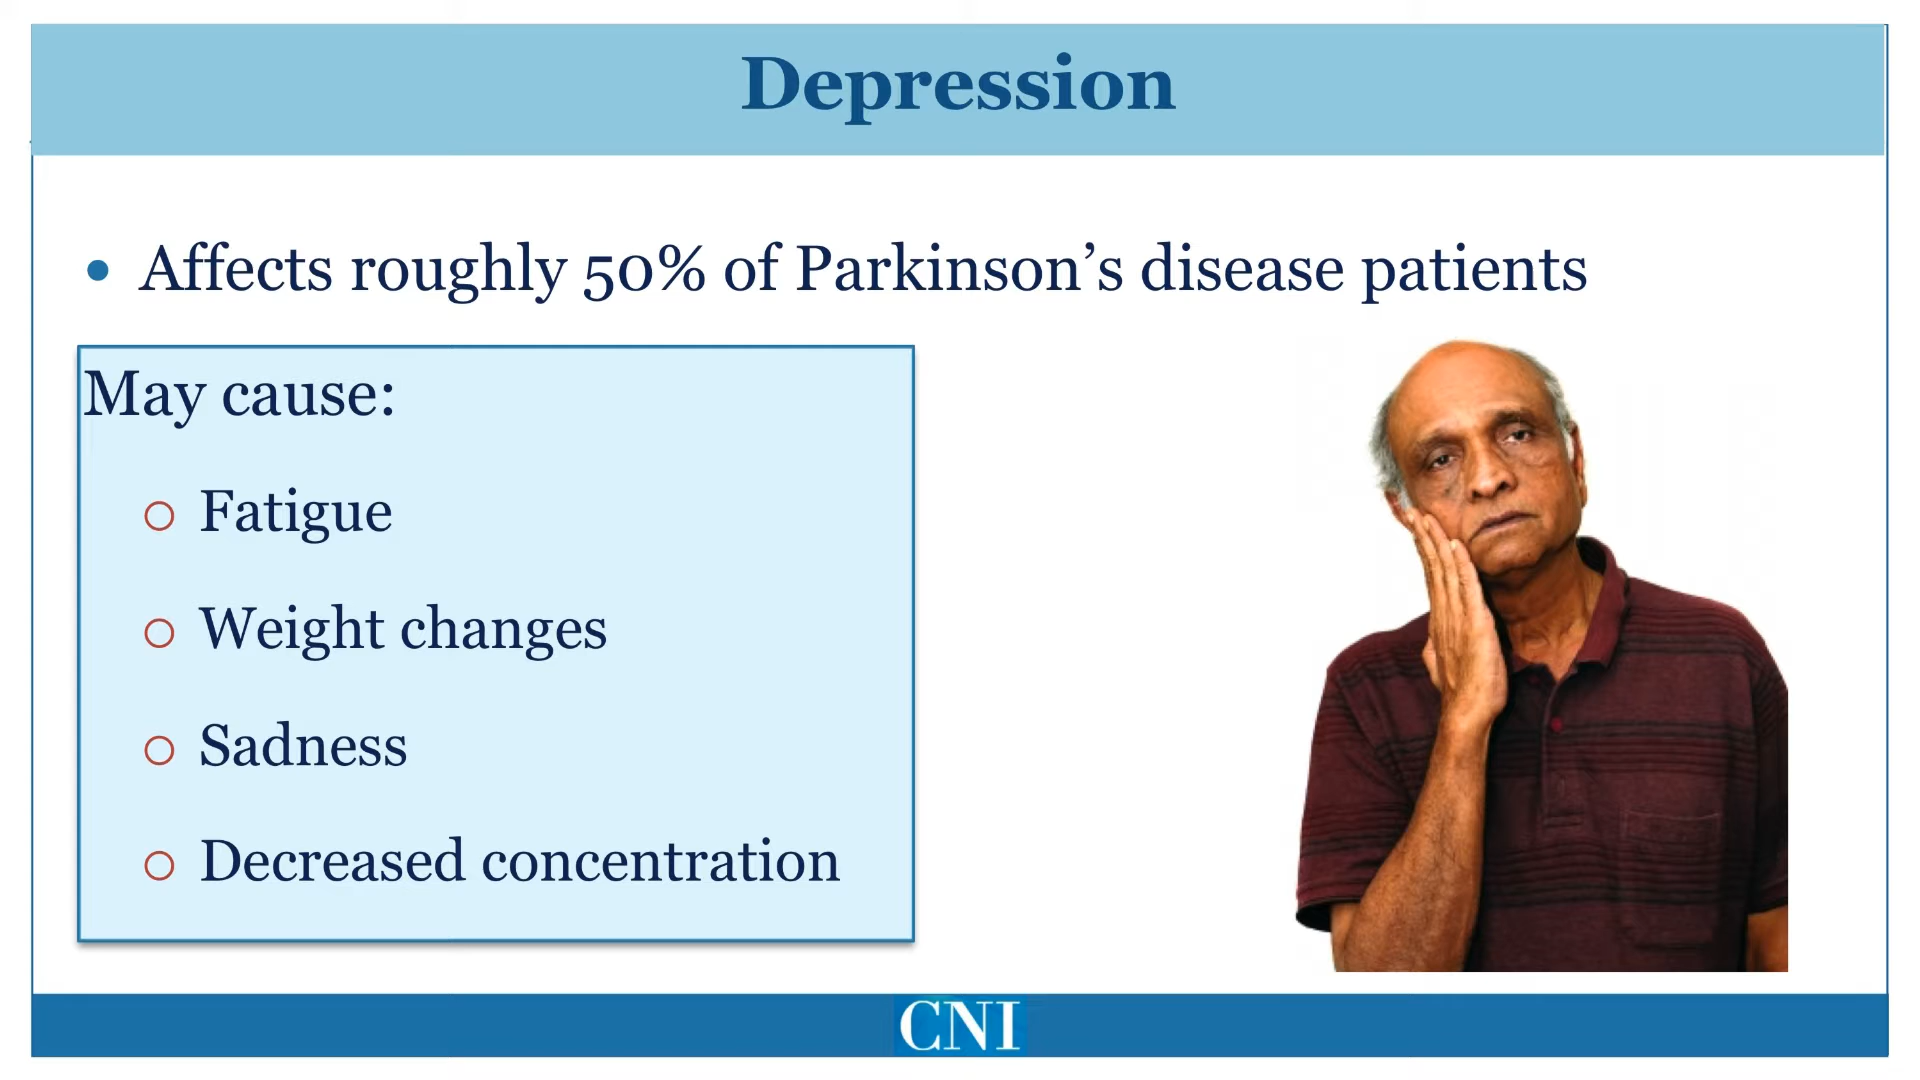 Depression
• Affects roughly 50% of Parkinson’s disease patients
May cause:
○ Fatigue
○ Weight changes
○ Sadness
○ Decreased concentration
CNI